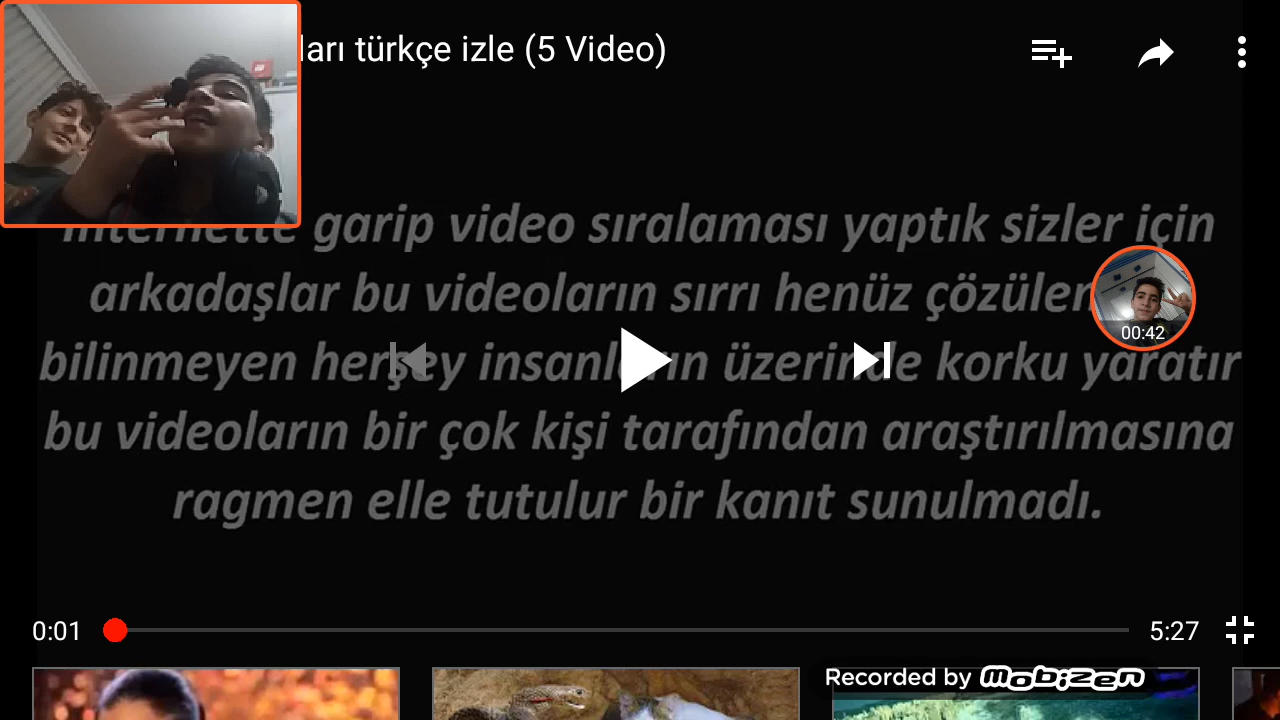 ları türkçe izle (5 Video)
garip video sıralaması yaptık sizler için
arkadaşlar bu videoların sırrı henüz
00:42
bilinmeyen herşey insanların üzerinde korku yaratır
bu videoların bir çok kişi tarafından araştırılmasına
ragmen elle tutulur bir kanıt sunulmadı.
0:01
5:27
Recorded by mobizen